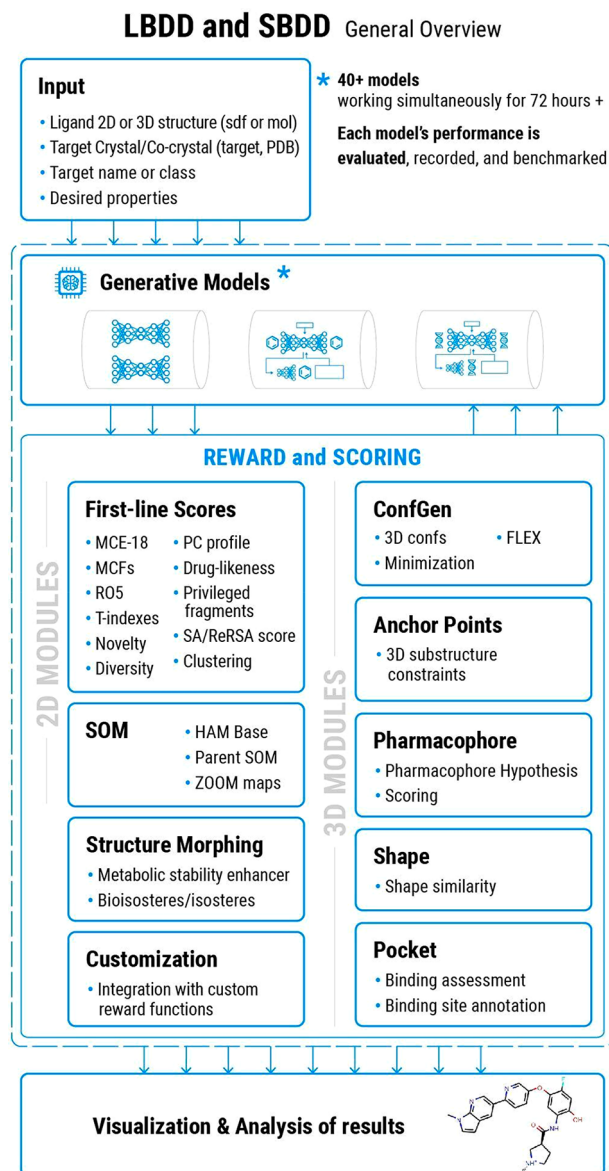 LBDD and SBDD General Overview
Input
• Ligand 2D or 3D structure (sdf or mol)
• Target Crystal/Co-crystal (target, PDB)
• Target name or class
• Desired properties
* 40+ models
working simultaneously for 72 hours +
Each model's performance is
evaluated, recorded, and benchmarked
Generative Models *
REWARD and SCORING
2D MODULES
First-line Scores
• MCE-18
• MCFs
• RO5
• T-indexes
• Novelty
• Diversity
• PC profile
• Drug-likeness
• Privileged
fragments
• SA/ReRSA score
• Clustering
SOM
• HAM Base
• Parent SOM
• ZOOM maps
Structure Morphing
• Metabolic stability enhancer
• Bioisosteres/isosteres
Customization
• Integration with custom
reward functions
3D MODULES
ConfGen
• 3D confs
• Minimization
• FLEX
Anchor Points
• 3D substructure
constraints
Pharmacophore
• Pharmacophore Hypothesis
• Scoring
Shape
• Shape similarity
Pocket
• Binding assessment
• Binding site annotation
Visualization & Analysis of results
N
N
N
N
O
F
OH
O
NH
NH+